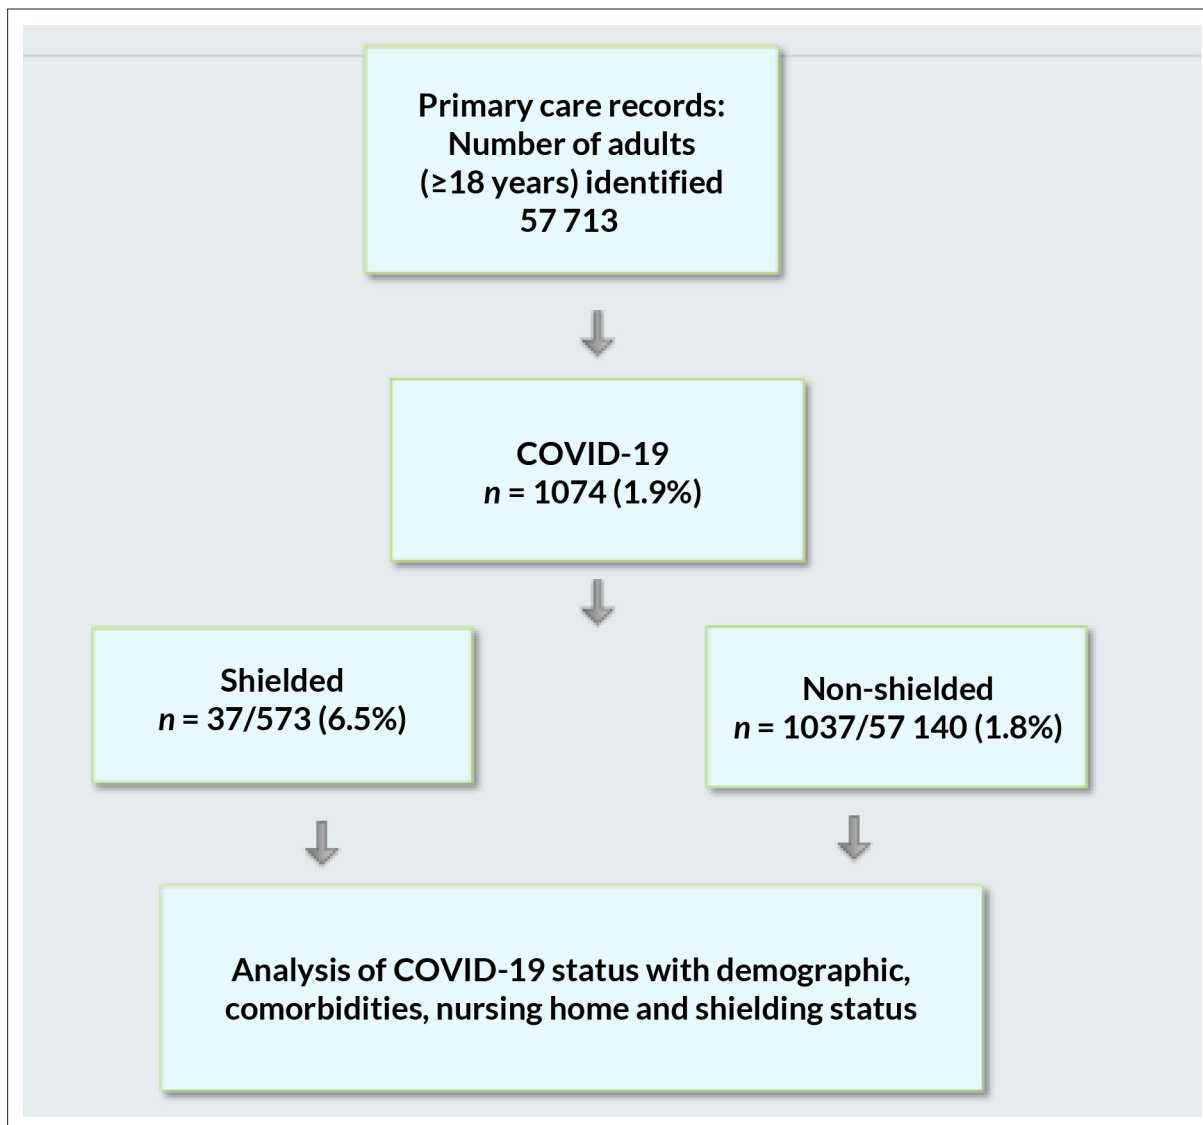 Primary care records:
Number of adults
(≥18 years) identified
57 713
COVID-19
n = 1074 (1.9%)
Shielded
n = 37/573 (6.5%)
Non-shielded
n = 1037/57 140 (1.8%)
Analysis of COVID-19 status with demographic,
comorbidities, nursing home and shielding status